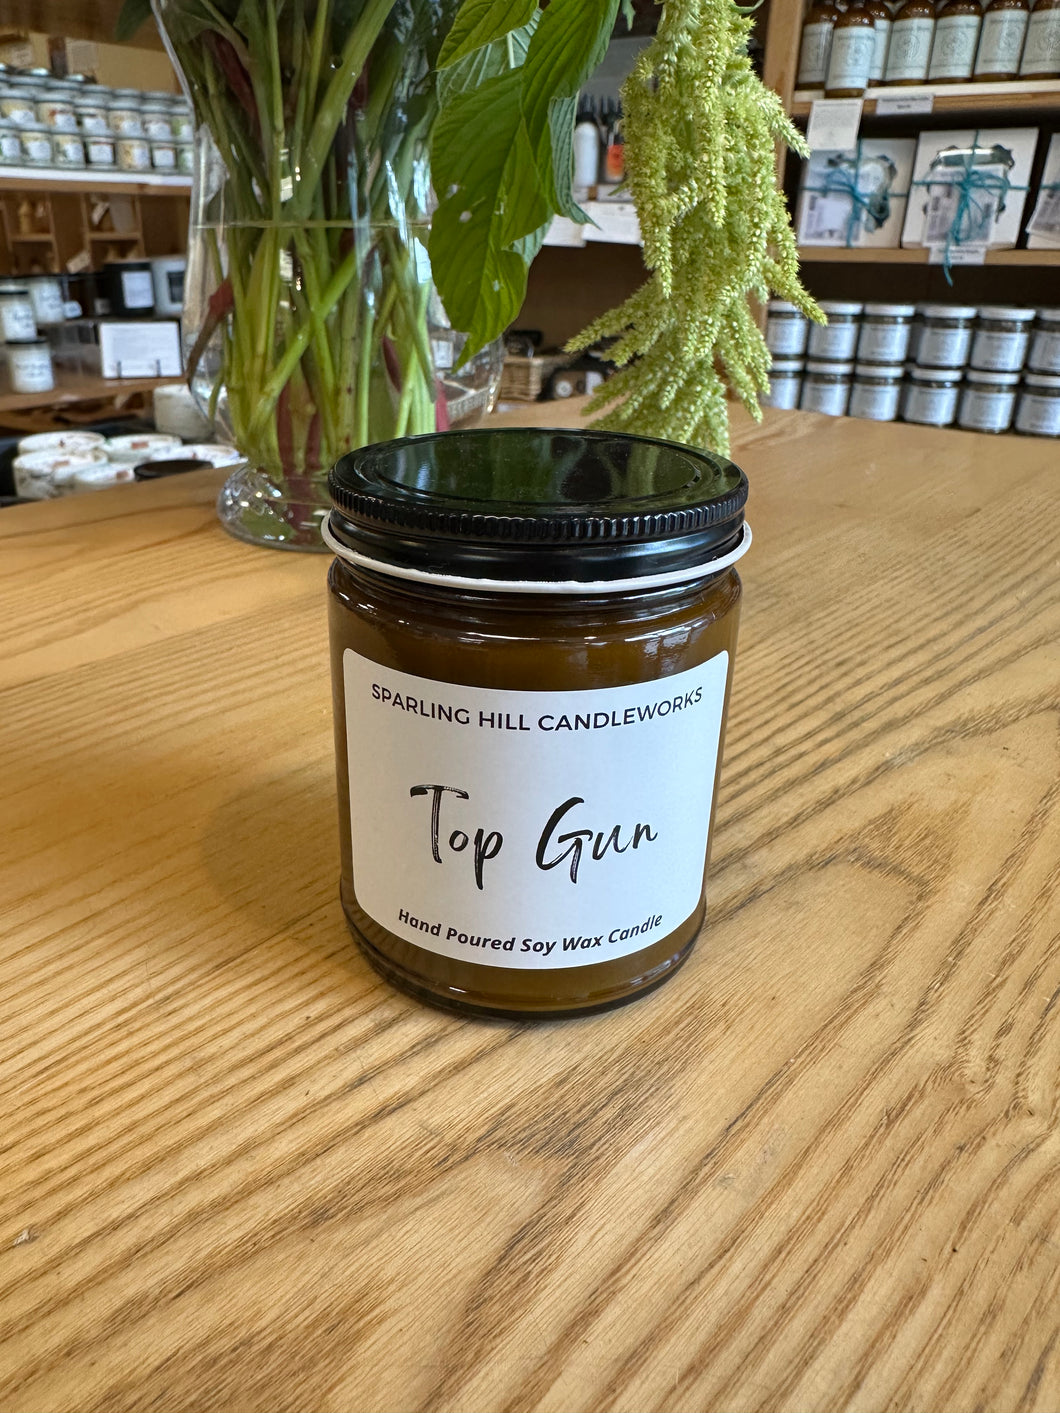 SPARLING HILL CANDLEWORKS
Top Gun
Hand Poured Soy Wax Candle